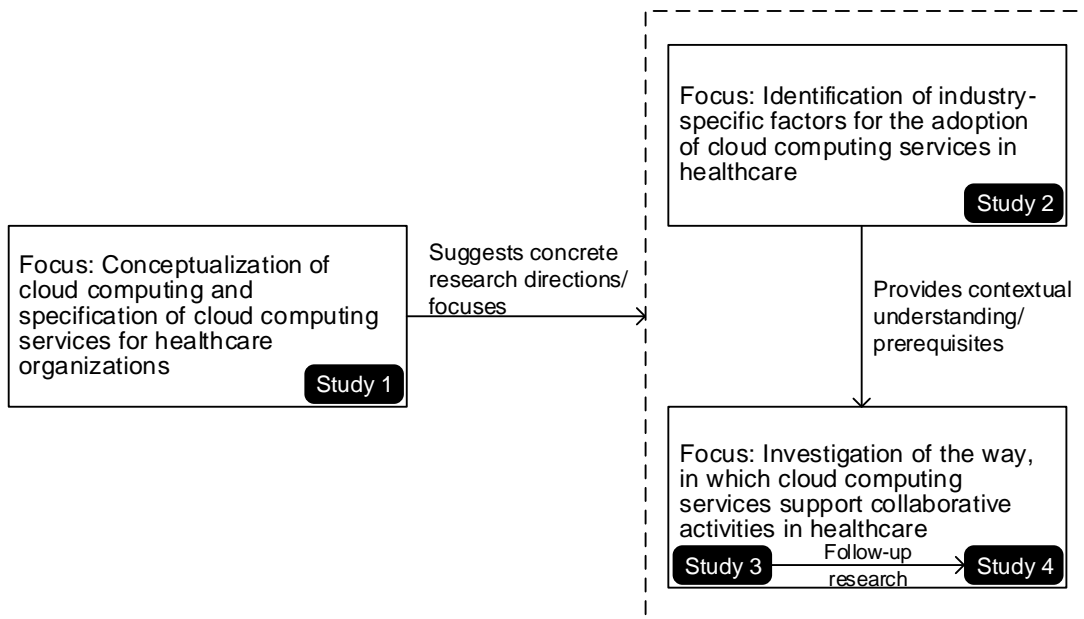 Focus: Conceptualization of
cloud computing and
specification of cloud computing
services for healthcare
organizations
Study 1
Suggests concrete
research directions/
focuses
Focus: Identification of industry-
specific factors for the adoption
of cloud computing services in
healthcare
Study 2
Provides contextual
understanding/
prerequisites
Focus: Investigation of the way,
in which cloud computing
services support collaborative
activities in healthcare
Study 3
Follow-up
research
Study 4